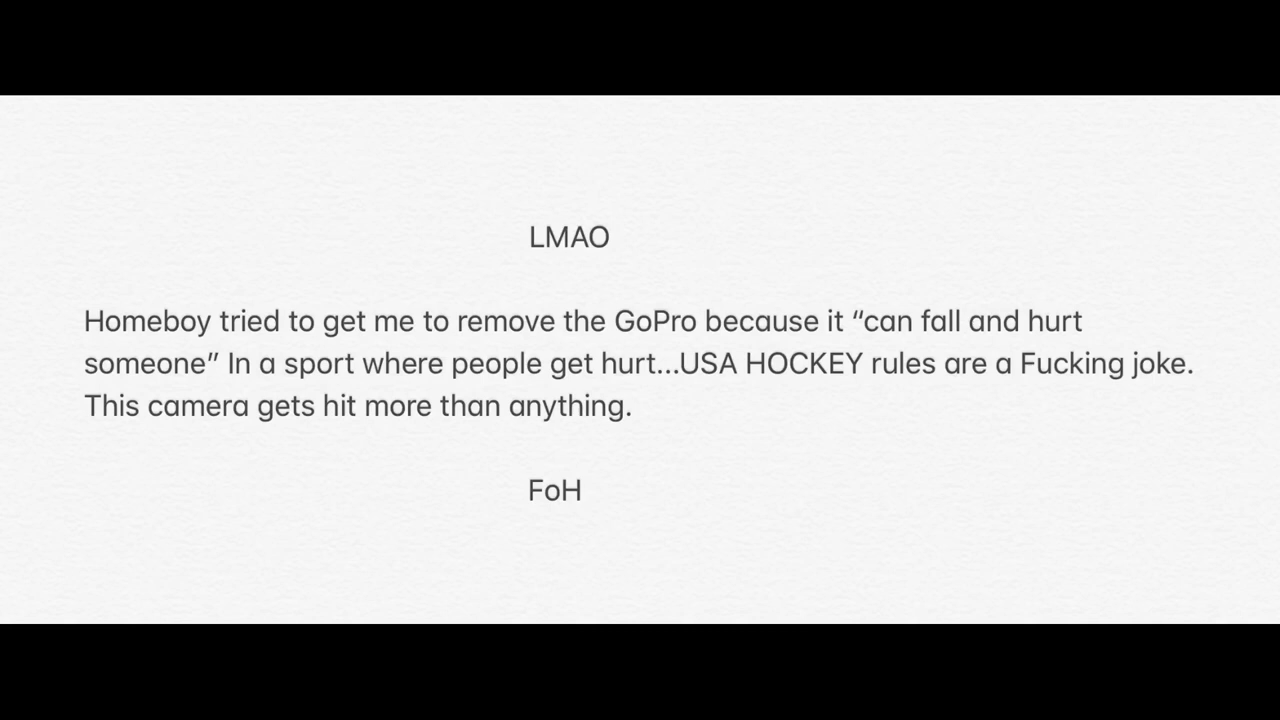 LMAO
Homeboy tried to get me to remove the GoPro because it “can fall and hurt
someone” In a sport where people get hurt...USA HOCKEY rules are a Fucking joke.
This camera gets hit more than anything.
FoH